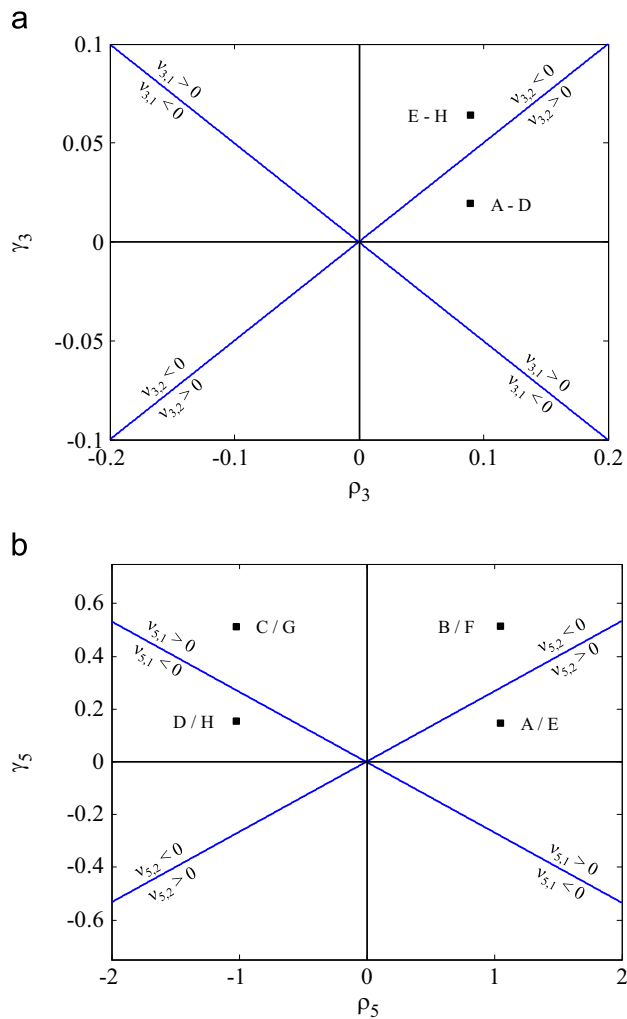 a
0.1
ν3,1 > 0
ν3,1 < 0
ν3,2 < 0
ν3,2 > 0
E - H
0.05
A - D
γ3
0
-0.05
ν3,2 < 0
ν3,2 > 0
ν3,1 > 0
ν3,1 < 0
-0.1
-0.2 -0.1 0 0.1 0.2
ρ3
b
0.6
C / G B / F
ν5,1 > 0
ν5,1 < 0
ν5,2 < 0
ν5,2 > 0
0.4
0.2
D / H A / E
γ5
0
-0.2
-0.4
ν5,2 < 0
ν5,2 > 0
ν5,1 > 0
ν5,1 < 0
-0.6
-2 -1 0 1 2
ρ5